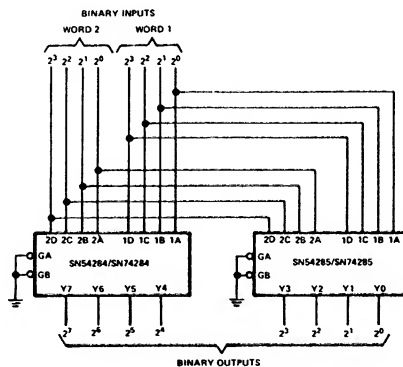 BINARY INPUTS
WORD 2 WORD 1
2³ 2² 2¹ 2⁰ 2³ 2² 2¹ 2⁰
2D 2C 2B 2A 1D 1C 1B 1A 2D 2C 2B 2A 1D 1C 1B 1A
GA SN54284/SN74284 GA SN54285/SN74285
GB GB
Y7 Y6 Y5 Y4 Y3 Y2 Y1 Y0
2⁷ 2⁶ 2⁵ 2⁴ 2³ 2² 2¹ 2⁰
BINARY OUTPUTS